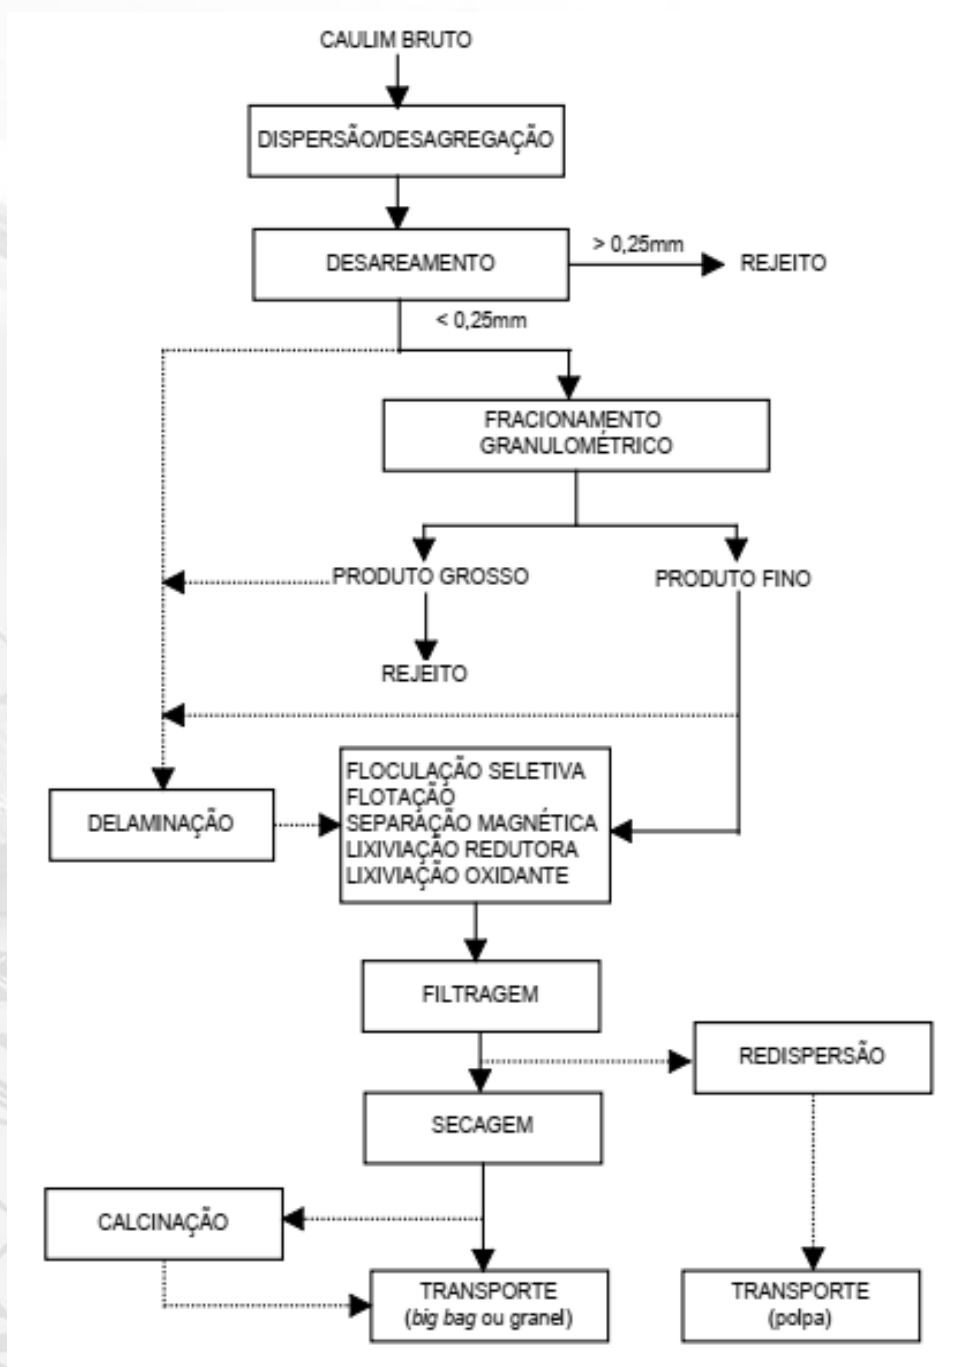 CAULIM BRUTO
DISPERSÃO/DESAGREGAÇÃO
DESAREAMENTO
> 0,25mm
REJEITO
< 0,25mm
FRACIONAMENTO
GRANULOMÉTRICO
PRODUTO GROSSO
PRODUTO FINO
REJEITO
DELAMINAÇÃO
FLOCULAÇÃO SELETIVA
FLOTAÇÃO
SEPARAÇÃO MAGNÉTICA
LIXIVIAÇÃO REDUTORA
LIXIVIAÇÃO OXIDANTE
FILTRAGEM
REDISPERSÃO
SECAGEM
CALCINAÇÃO
TRANSPORTE
(big bag ou granel)
TRANSPORTE
(polpa)